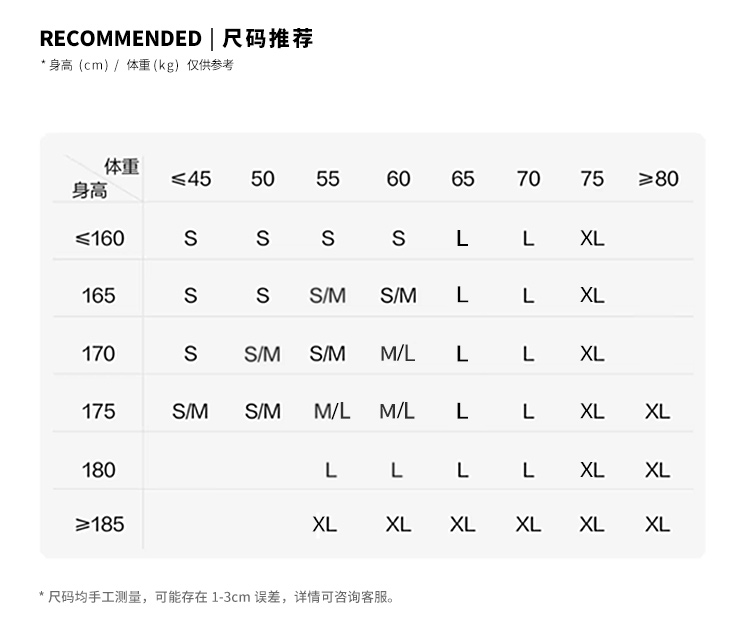 RECOMMENDED | 尺码推荐
* 身高 (cm) / 体重(kg) 仅供参考
体重
身高 ≤45 50 55 60 65 70 75 ≥80
≤160 S S S S L L XL
165 S S S/M S/M L L XL
170 S S/M S/M M/L L L XL
175 S/M S/M M/L M/L L L XL XL
180 L L L L XL XL
≥185 XL XL XL XL XL XL
* 尺码均手工测量，可能存在 1-3cm 误差，详情可咨询客服。